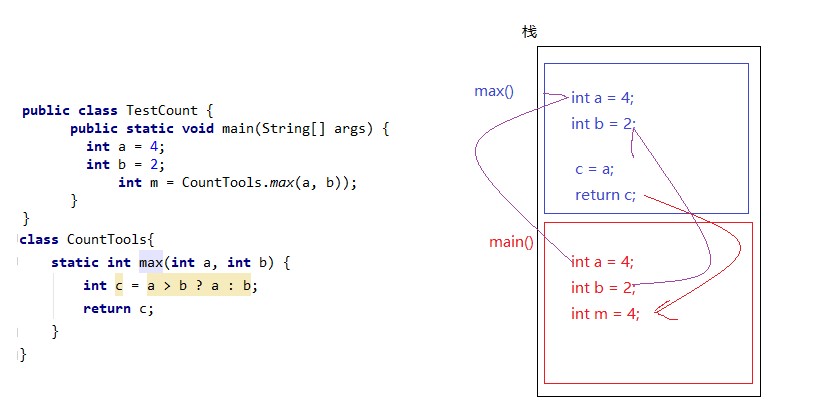 public class TestCount {
public static void main(String[] args) {
int a = 4;
int b = 2;
int m = CountTools.max(a, b));
}
}
class CountTools{
static int max(int a, int b) {
int c = a > b ? a : b;
return c;
}
}
栈
max()
int a = 4;
int b = 2;
c = a;
return c;
main()
int a = 4;
int b = 2;
int m = 4;